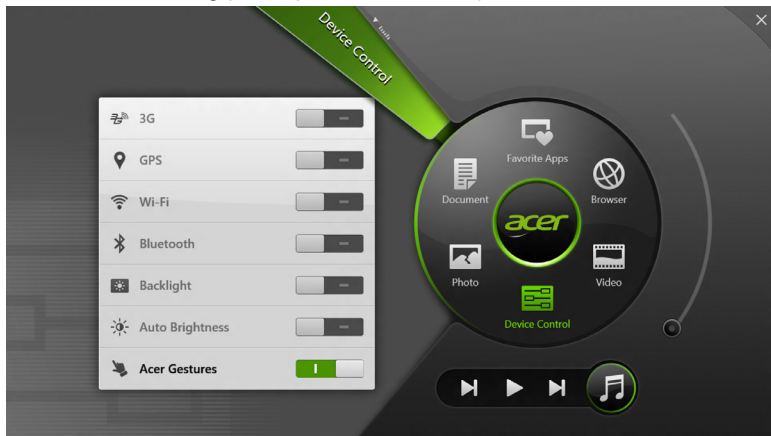 Device Control
3G
GPS
Wi-Fi
Bluetooth
Backlight
Auto Brightness
Acer Gestures
Favorite Apps
Document
Browser
acer
Photo
Video
Device Control